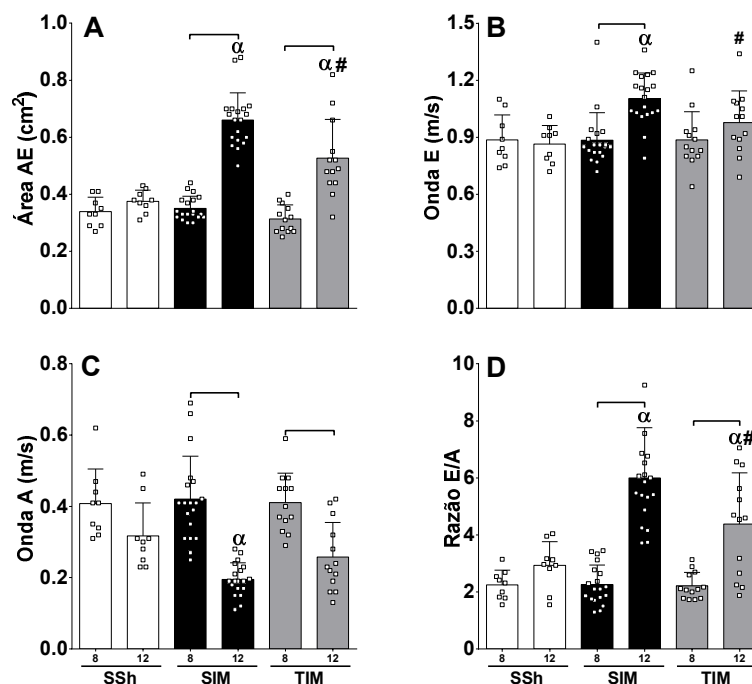 A
Área AE (cm²)
1.0
0.8
0.6
0.4
0.2
0.0
α
α #
B
Onda E (m/s)
1.5
1.2
0.9
0.6
0.3
0.0
α
#
C
Onda A (m/s)
0.8
0.6
0.4
0.2
0.0
α
8 12 8 12 8 12
SSh SIM TIM
D
Razão E/A
10
8
6
4
2
0
α
α#
8 12 8 12 8 12
SSh SIM TIM